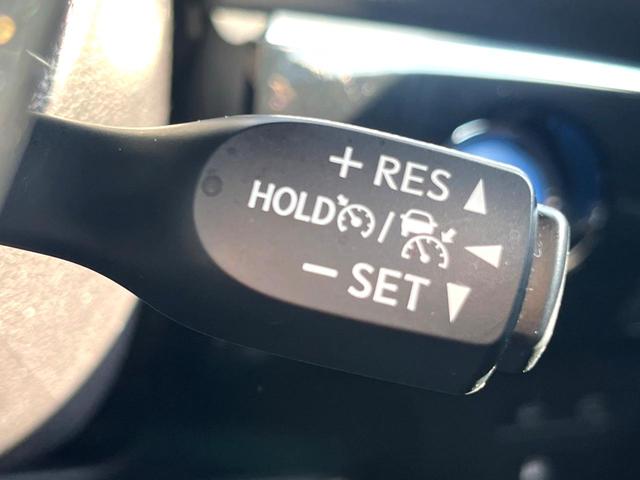 + RES
HOLD /
− SET